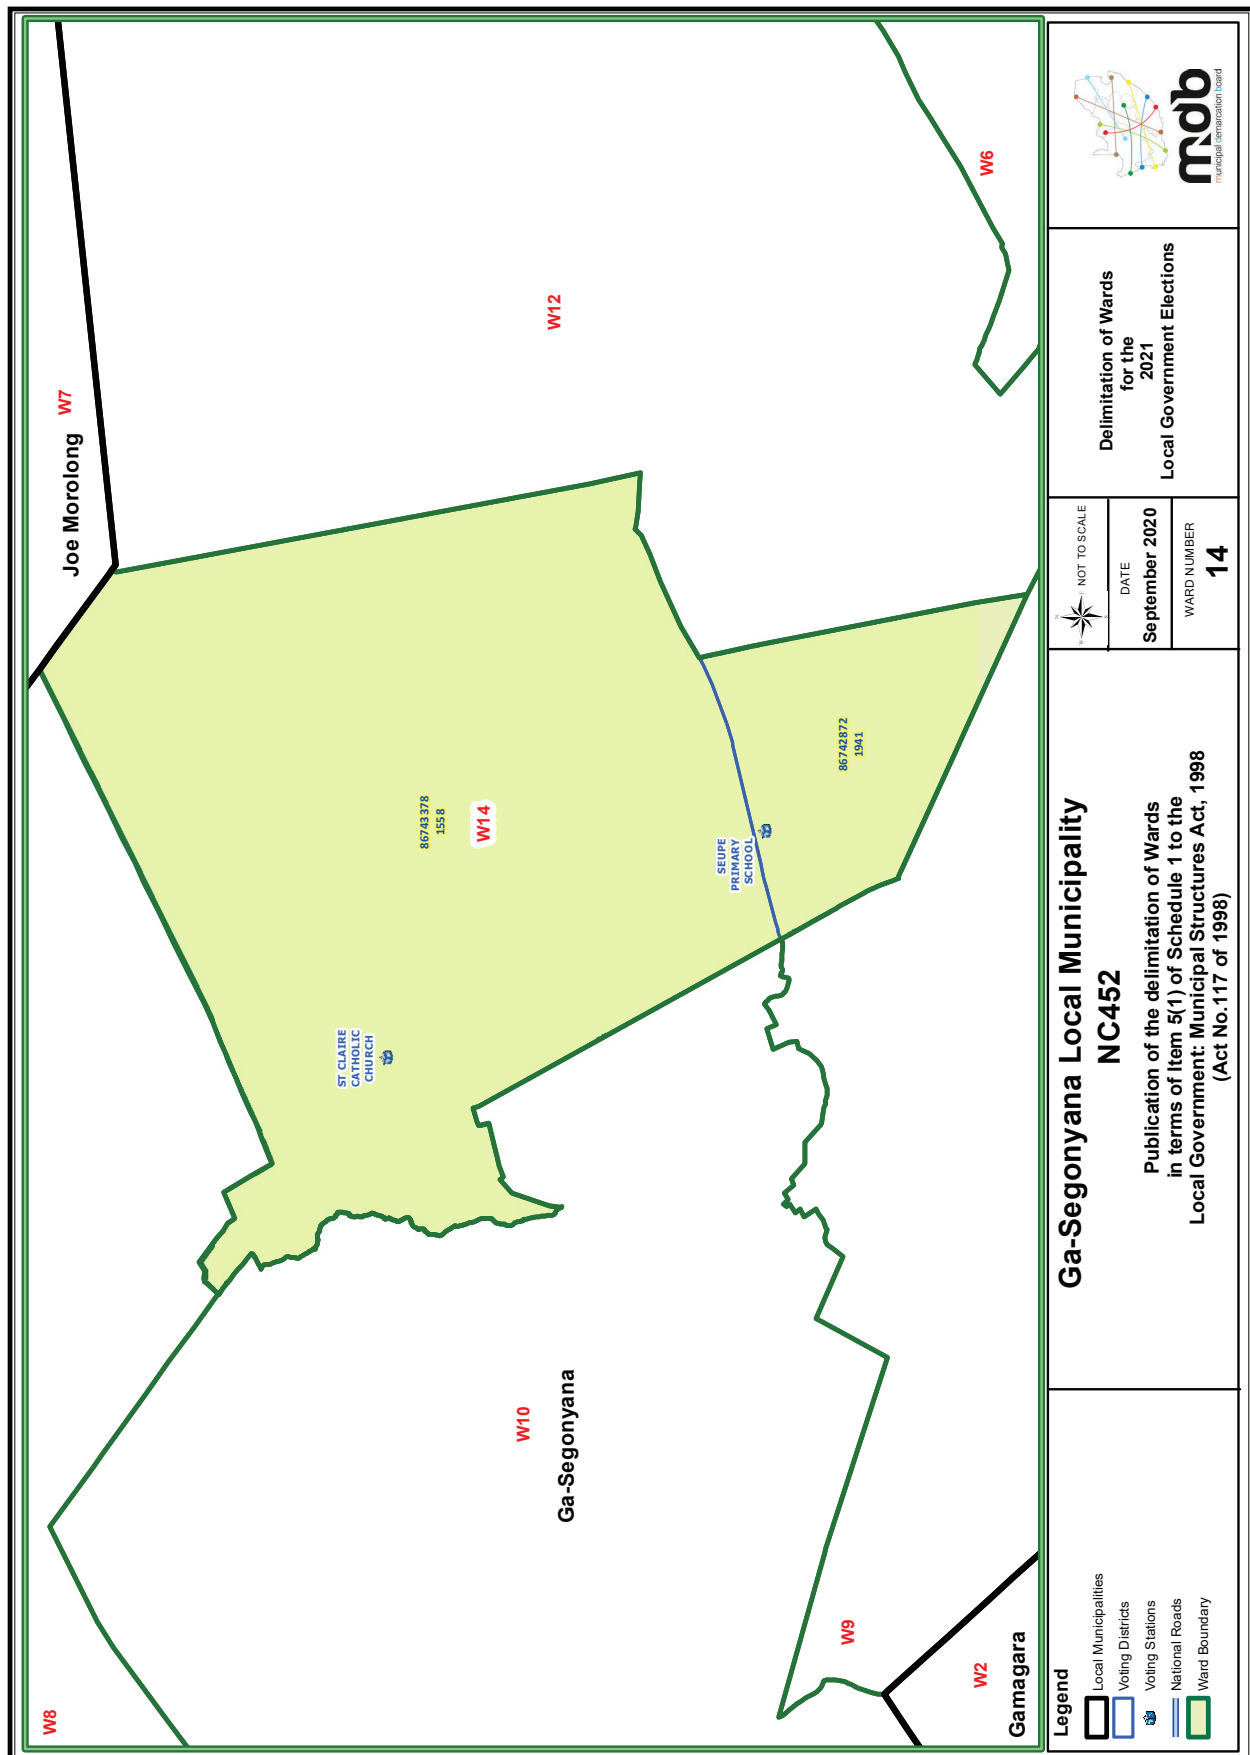 W8
Joe Morolong
W7
86743378
1558
W14
ST CLAIRE
CATHOLIC
CHURCH
W10
Ga-Segonyana
W12
SEUPE
PRIMARY
SCHOOL
86742872
1941
W6
W9
W2
Gamagara
Legend
Local Municipalities
Voting Districts
Voting Stations
National Roads
Ward Boundary
Ga-Segonyana Local Municipality
NC452
Publication of the delimitation of Wards
in terms of Item 5(1) of Schedule 1 to the
Local Government: Municipal Structures Act, 1998
(Act No.117 of 1998)
N
W
E
S
NOT TO SCALE
DATE
September 2020
WARD NUMBER
14
Delimitation of Wards
for the
2021
Local Government Elections
mdb
municipal demarcation board